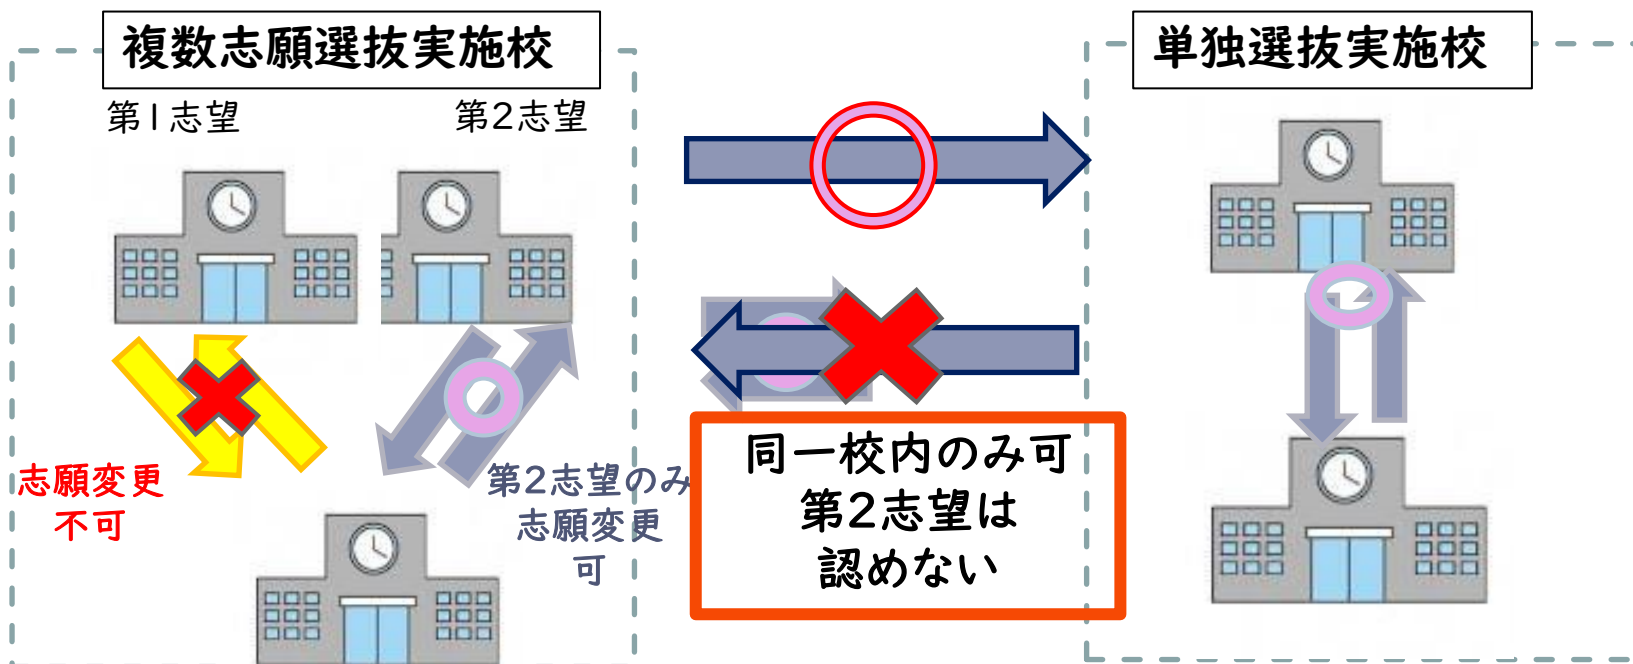 複数志願選抜実施校
単独選抜実施校
第1志望
第2志望
志願変更
不可
第2志望のみ
志願変更
可
同一校内のみ可
第2志望は
認めない